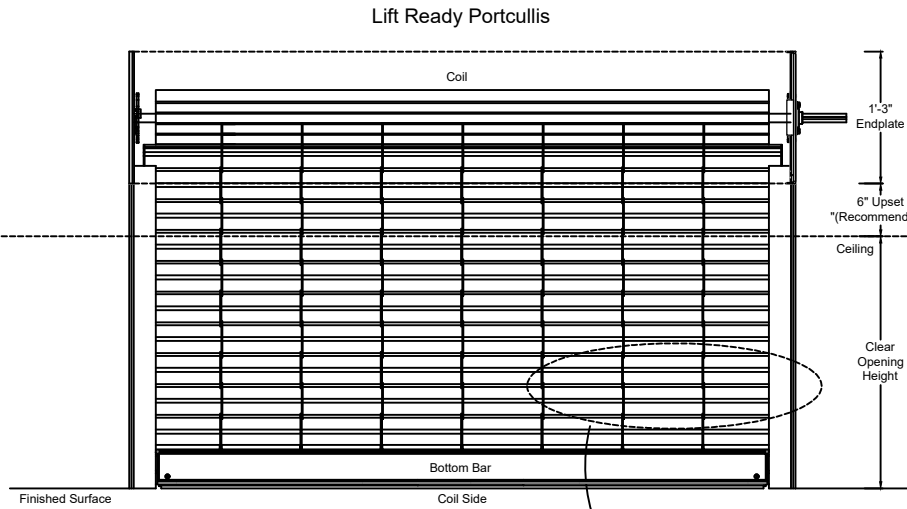 Lift Ready Portcullis
Coil
1'-3"
Endplate
6" Upset
"(Recommend
Ceiling
Clear
Opening
Height
Bottom Bar
Finished Surface
Coil Side